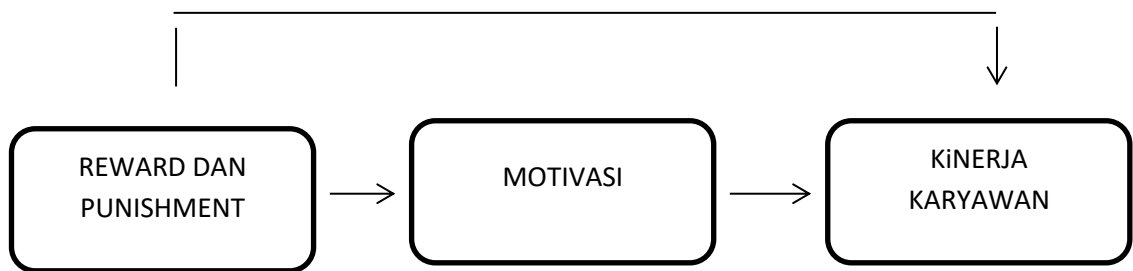 REWARD DAN
PUNISHMENT
MOTIVASI
KiNERJA
KARYAWAN